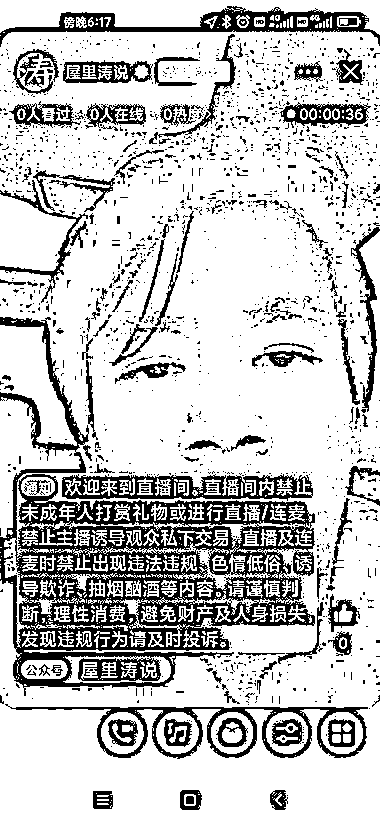 傍晚6:17
涛
屋里涛说
0人看过 0人在线 0热度
00:00:36
通知 欢迎来到直播间。直播间内禁止
未成年人打赏礼物或进行直播/连麦。
禁止主播诱导观众私下交易。直播及连
麦时禁止出现违法违规、色情低俗、诱
导欺诈、抽烟酗酒等内容。请谨慎判
断，理性消费，避免财产及人身损失。
发现违规行为请及时投诉。
0
公众号 屋里涛说